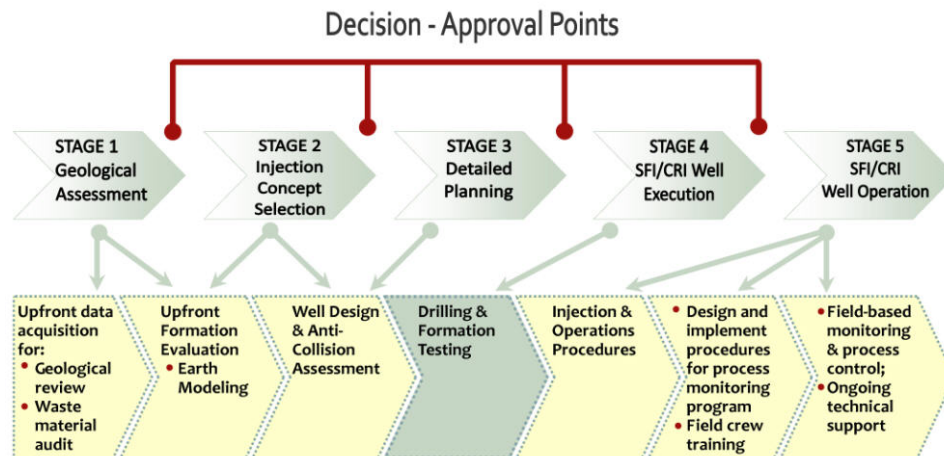 Decision - Approval Points
STAGE 1
Geological
Assessment
STAGE 2
Injection
Concept
Selection
STAGE 3
Detailed
Planning
STAGE 4
SFI/CRI Well
Execution
STAGE 5
SFI/CRI
Well Operation
Upfront data
acquisition
for:
• Geological
review
• Waste
material
audit
Upfront
Formation
Evaluation
• Earth
Modeling
Well Design
& Anti-
Collision
Assessment
Drilling &
Formation
Testing
Injection &
Operations
Procedures
• Design and
implement
procedures
for process
monitoring
program
• Field crew
training
• Field-based
monitoring
& process
control;
• Ongoing
technical
support